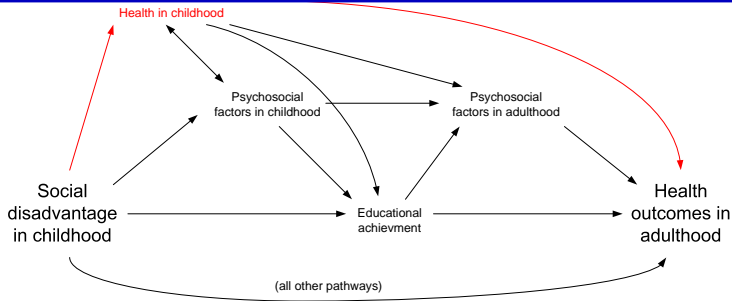 Health in childhood
Psychosocial
factors in childhood
Psychosocial
factors in adulthood
Social
disadvantage
in childhood
Educational
achievment
Health
outcomes in
adulthood
(all other pathways)